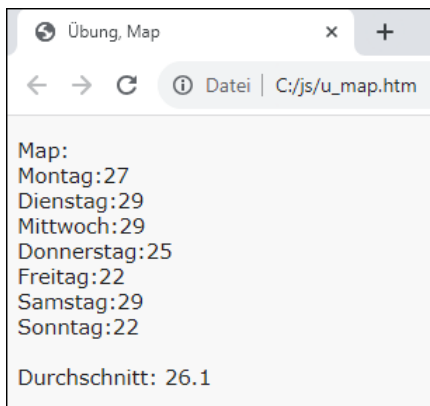 Übung, Map
Datei | C:/js/u_map.htm
Map:
Montag:27
Dienstag:29
Mittwoch:29
Donnerstag:25
Freitag:22
Samstag:29
Sonntag:22
Durchschnitt: 26.1